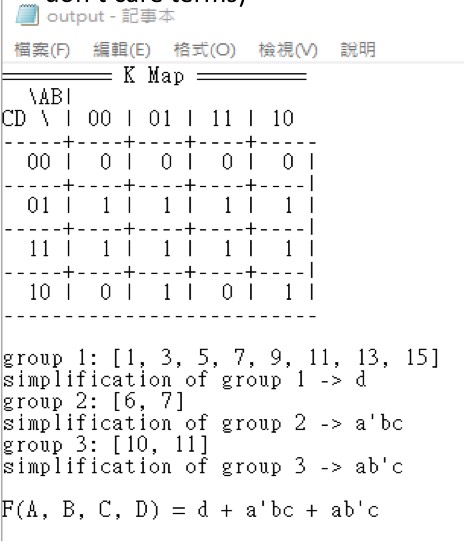 don't care terms)
output - 記事本
檔案(F) 編輯(E) 格式(O) 檢視(V) 說明
========== K Map ==========
   \AB|
CD \ | 00 | 01 | 11 | 10
-----+----+----+----+-----
  00 |  0 |  0 |  0 |  0 |
-----+----+----+----+----|
  01 |  1 |  1 |  1 |  1 |
-----+----+----+----+----|
  11 |  1 |  1 |  1 |  1 |
-----+----+----+----+----|
  10 |  0 |  1 |  0 |  1 |
--------------------------
group 1: [1, 3, 5, 7, 9, 11, 13, 15]
simplification of group 1 -> d
group 2: [6, 7]
simplification of group 2 -> a'bc
group 3: [10, 11]
simplification of group 3 -> ab'c
F(A, B, C, D) = d + a'bc + ab'c